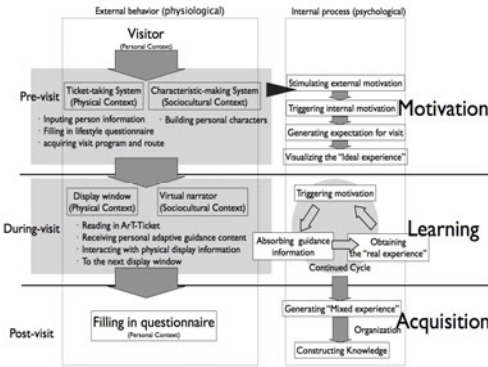 External behavior (physiological)
Internal process (psychological)
Visitor
(Personal Context)
Pre-visit
Ticket-taking System
(Physical Context)
Characteristic-making System
(Sociocultural Context)
· Inputing person information
· Filling in lifestyle questionnaire
· acquiring visit program and route
· Building personal characters
Stimulating external motivation
Triggering internal motivation
Generating expectation for visit
Visualizing the "Ideal experience"
Motivation
During-visit
Display window
(Physical Context)
Virtual narrator
(Sociocultural Context)
· Reading in ArT-Ticket
· Receiving personal adaptive guidance content
· Interacting with physical display information
· To the next display window
Triggering motivation
Absorbing guidance
information
Obtaining
the "real experience"
Continued Cycle
Learning
Post-visit
Filling in questionnaire
(Personal Context)
Generating "Mixed experience"
Organization
Constructing Knowledge
Acquisition